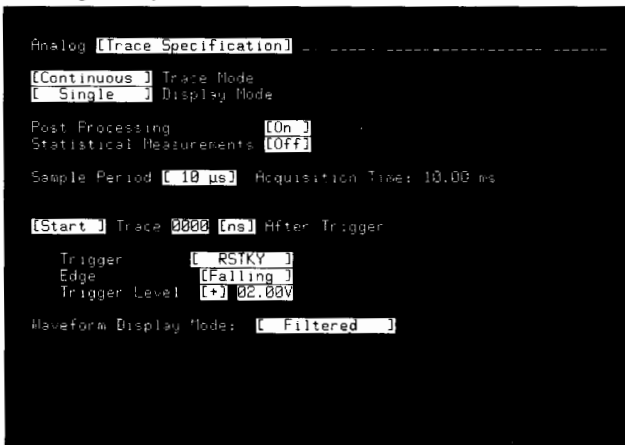 Analog [Trace Specification]
[Continuous ] Trace Mode
[ Single ] Display Mode
Post Processing [On ]
Statistical Measurements [Off]
Sample Period [ 10 µs] Acquisition Time: 10.00 ms
[Start ] Trace 0000 [ns] After Trigger
Trigger [ RSTKY ]
Edge [Falling ]
Trigger Level [+] 02.00V
Waveform Display Mode: [ Filtered ]